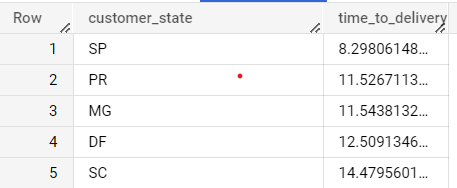 Row customer_state time_to_delivery
1 SP 8.29806148...
2 PR 11.5267113...
3 MG 11.5438132...
4 DF 12.5091346...
5 SC 14.4795601...